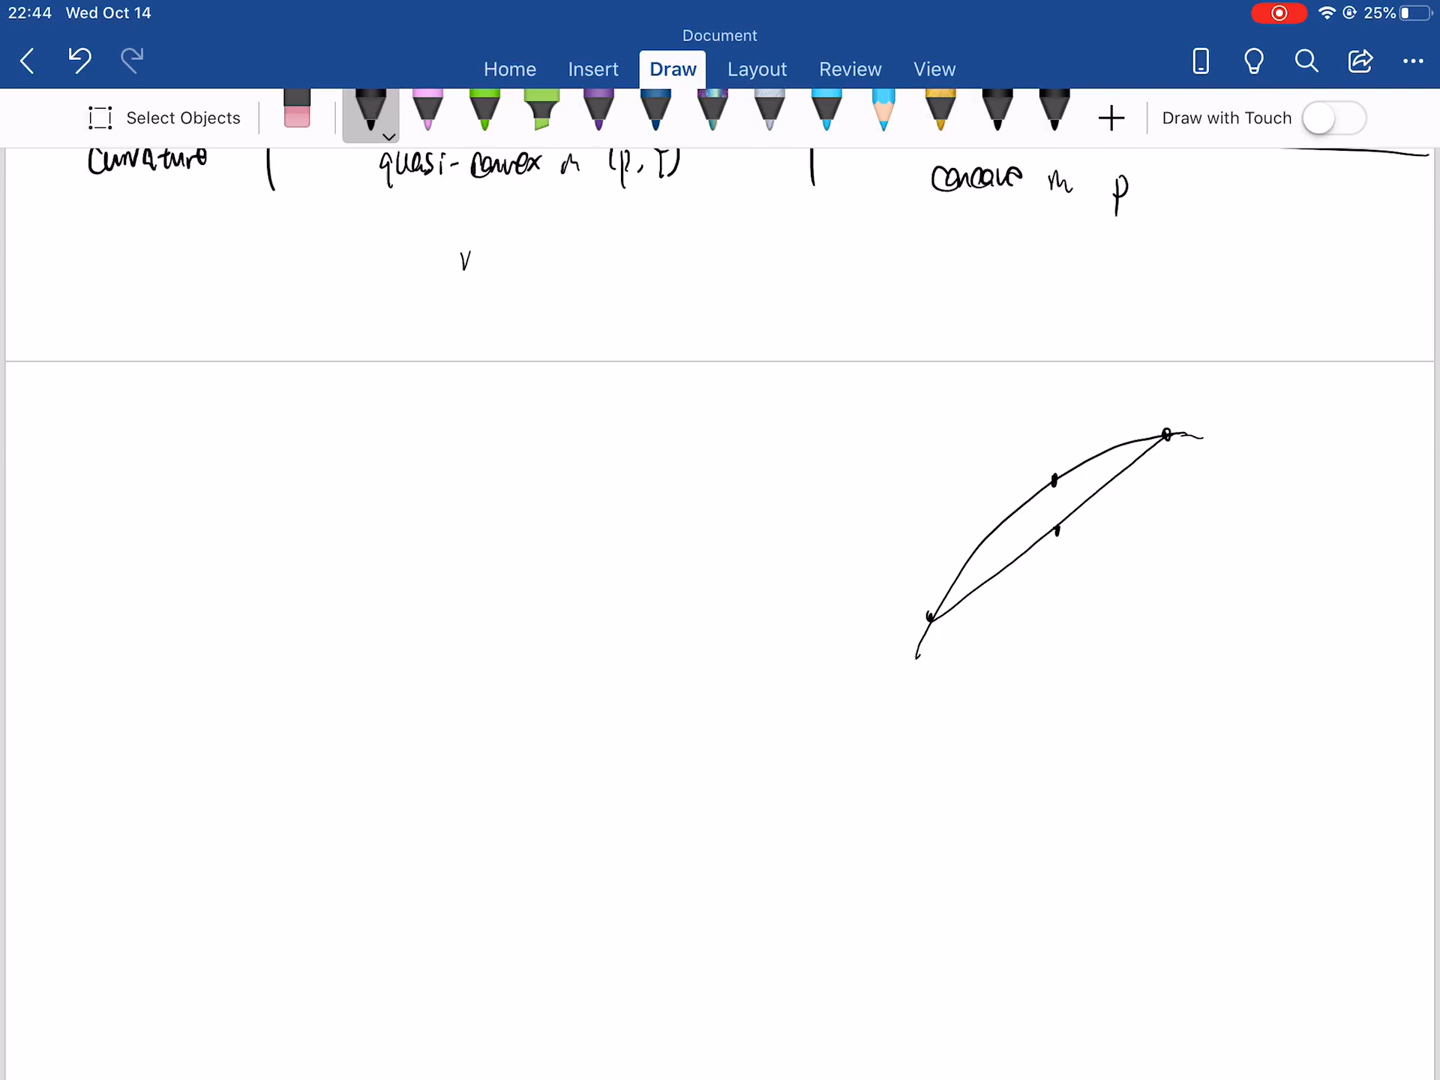 22:44 Wed Oct 14 25%
Document
Home Insert Draw Layout Review View
Select Objects Draw with Touch
Curvature quasi-convex in (p, I) concave in p
V